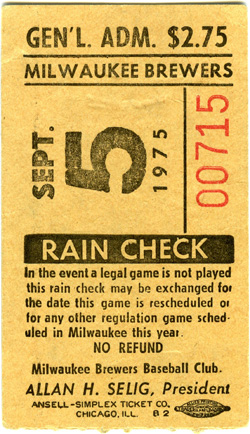 GEN'L. ADM. $2.75
MILWAUKEE BREWERS
SEPT. 5 1975
00715
RAIN CHECK
In the event a legal game is not played
this rain check may be exchanged for
the date this game is rescheduled or
for any other regulation game sched-
uled in Milwaukee this year.
NO REFUND
Milwaukee Brewers Baseball Club.
ALLAN H. SELIG, President
ANSELL-SIMPLEX TICKET CO.
CHICAGO, ILL. B 2